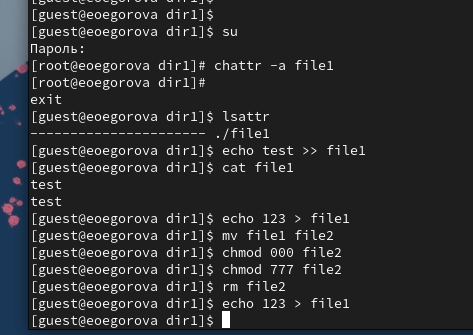 [guest@eoegorova dir1]$
[guest@eoegorova dir1]$
[guest@eoegorova dir1]$ su
Пароль:
[root@eoegorova dir1]# chattr -a file1
[root@eoegorova dir1]#
exit
[guest@eoegorova dir1]$ lsattr
---------------------- ./file1
[guest@eoegorova dir1]$ echo test >> file1
[guest@eoegorova dir1]$ cat file1
test
test
[guest@eoegorova dir1]$ echo 123 > file1
[guest@eoegorova dir1]$ mv file1 file2
[guest@eoegorova dir1]$ chmod 000 file2
[guest@eoegorova dir1]$ chmod 777 file2
[guest@eoegorova dir1]$ rm file2
[guest@eoegorova dir1]$ echo 123 > file1
[guest@eoegorova dir1]$